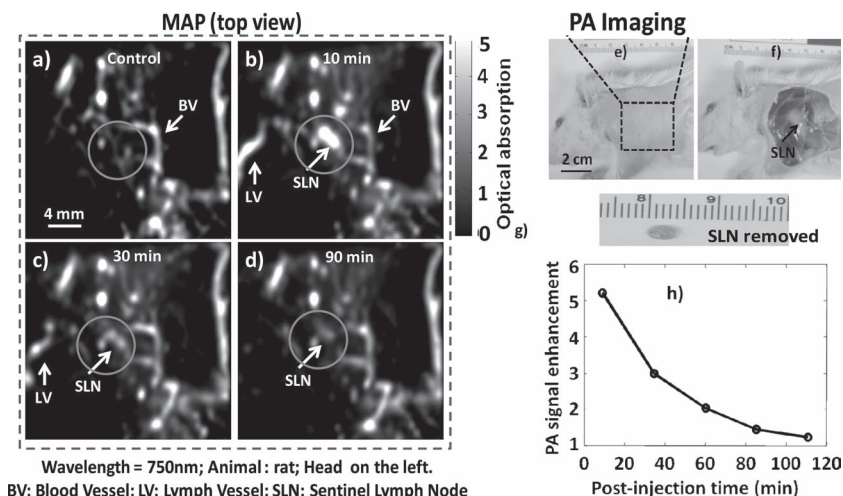 MAP (top view)
a)
Control
BV
4 mm
b)
10 min
BV
LV
SLN
c)
30 min
LV
SLN
d)
90 min
SLN
5
4
3
2
1
0
Optical absorption
Wavelength = 750nm; Animal: rat; Head on the left.
BV: Blood Vessel; LV: Lymph Vessel; SLN: Sentinel Lymph Node
PA Imaging
e)
2 cm
f)
SLN
g)
8 9 10
SLN removed
h)
PA signal enhancement
6
5
4
3
2
1
0 20 40 60 80 100 120
Post-injection time (min)